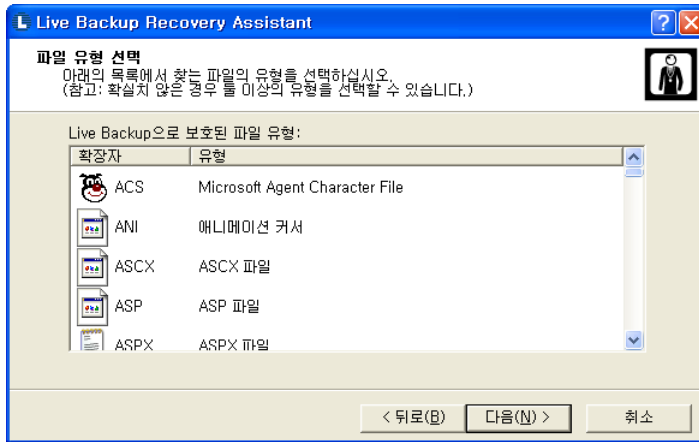 Live Backup Recovery Assistant
파일 유형 선택
아래의 목록에서 찾는 파일의 유형을 선택하십시오.
(참고: 확실치 않은 경우 둘 이상의 유형을 선택할 수 있습니다.)
Live Backup으로 보호된 파일 유형:
확장자 유형
ACS Microsoft Agent Character File
ANI 애니메이션 커서
ASCX ASCX 파일
ASP ASP 파일
ASPX ASPX 파일
< 뒤로(B) 다음(N) > 취소